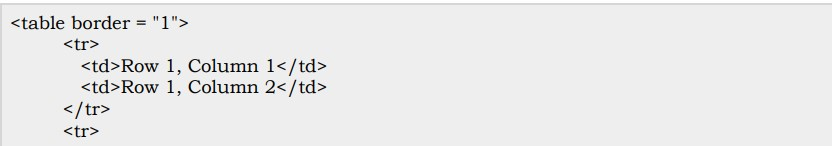 <table border = "1">
<tr>
<td>Row 1, Column 1</td>
<td>Row 1, Column 2</td>
</tr>
<tr>